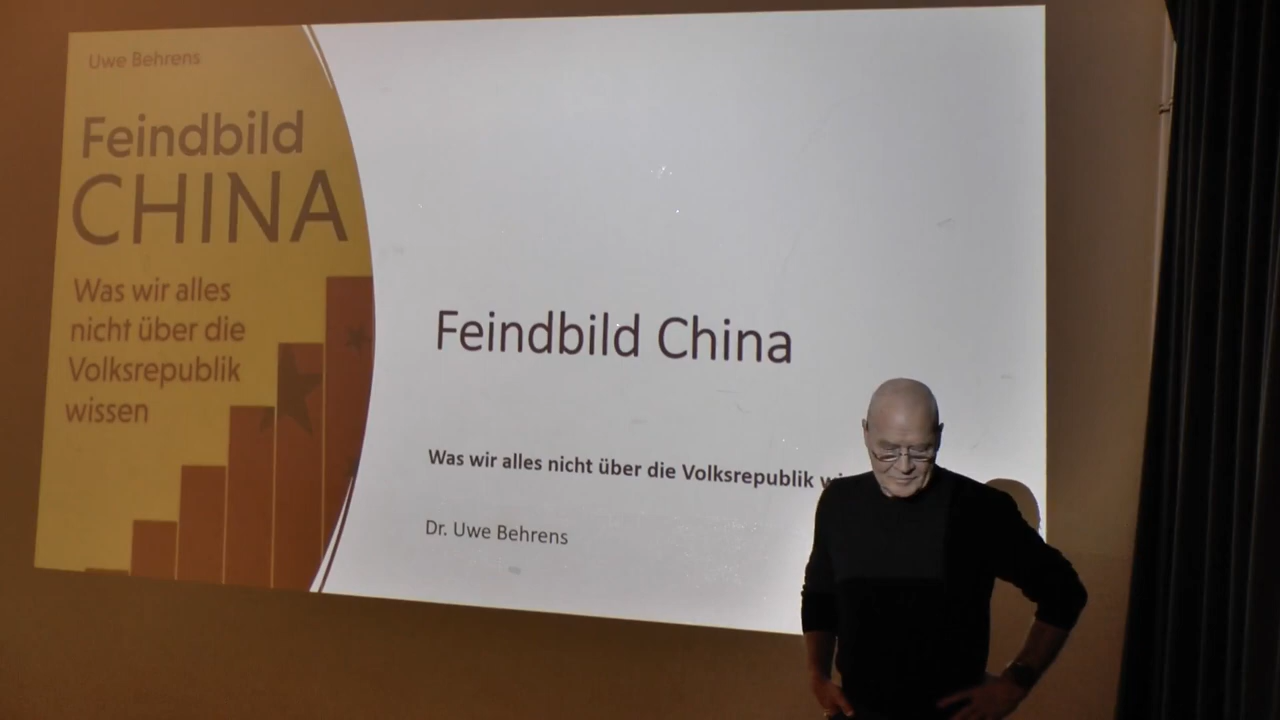 Uwe Behrens
Feindbild
CHINA
Was wir alles
nicht über die
Volksrepublik
wissen
Feindbild China
Was wir alles nicht über die Volksrepublik
Dr. Uwe Behrens